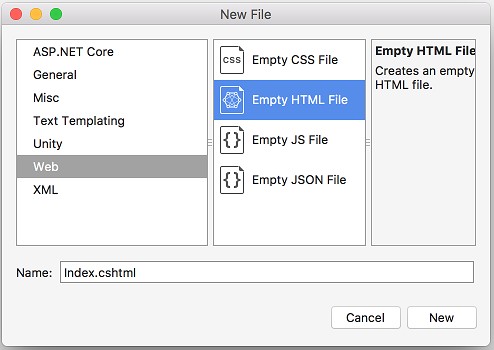 New File
ASP.NET Core
General
Misc
Text Templating
Unity
Web
XML
CSS
Empty CSS File
Empty HTML File
{} Empty JS File
{} Empty JSON File
Empty HTML File
Creates an empty
HTML file.
Name: Index.cshtml
Cancel New